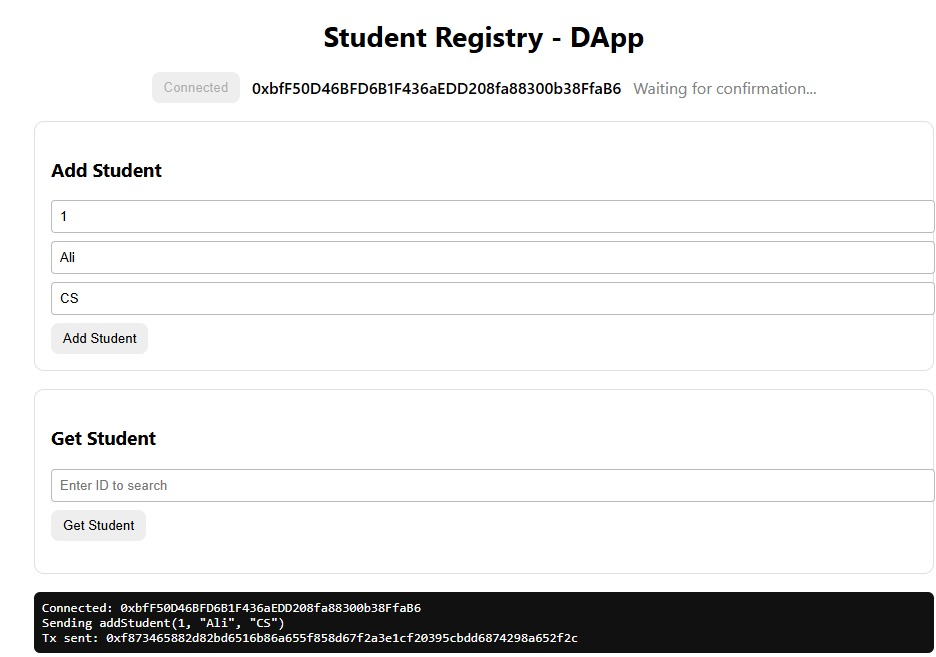 Student Registry - DApp
Connected 0xbfF50D46BFD6B1F436aEDD208fa88300b38FfaB6 Waiting for confirmation...
Add Student
1
Ali
CS
Add Student
Get Student
Enter ID to search
Get Student
Connected: 0xbfF50D46BFD6B1F436aEDD208fa88300b38FfaB6
Sending addStudent(1, "Ali", "CS")
Tx sent: 0xf873465882d82bd6516b86a655f858d67f2a3e1cf20395cbdd6874298a652f2c